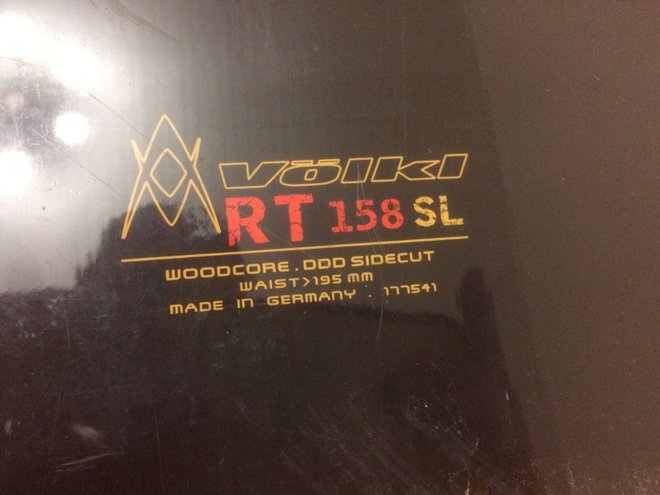 Völkl
RT 158 SL
WOODCORE . DDD SIDECUT
WAIST>195 MM
MADE IN GERMANY . 177541